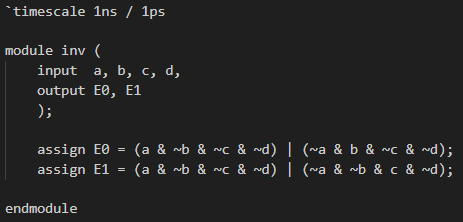 `timescale 1ns / 1ps
module inv (
input  a, b, c, d,
output E0, E1
);
assign E0 = (a & ~b & ~c & ~d) | (~a & b & ~c & ~d);
assign E1 = (a & ~b & ~c & ~d) | (~a & ~b & c & ~d);
endmodule